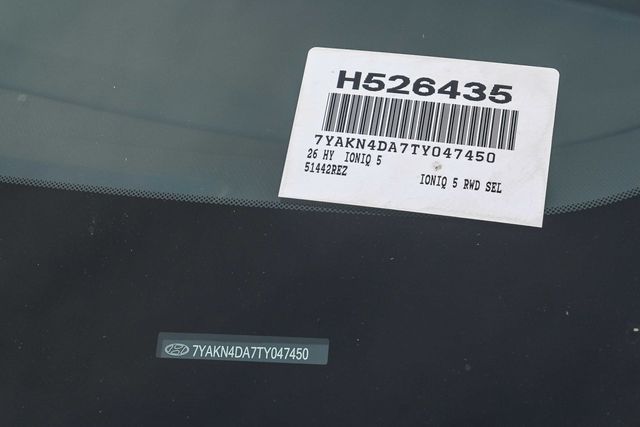 H526435
7YAKN4DA7TY047450
26 HY IONIQ 5
51442REZ
IONIQ 5 RWD SEL
7YAKN4DA7TY047450